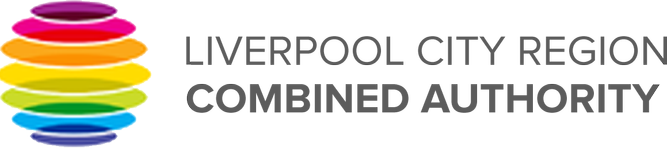 LIVERPOOL CITY REGION
COMBINED AUTHORITY